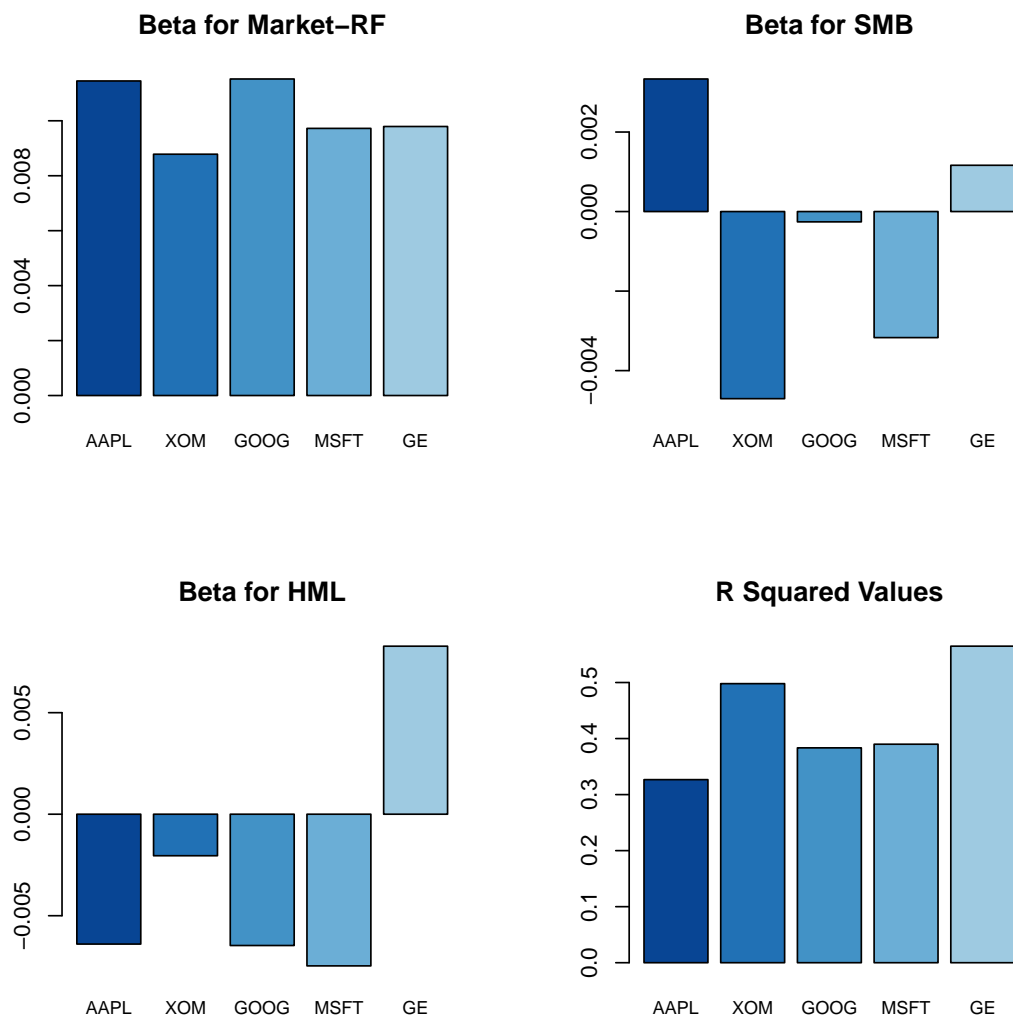 Beta for Market−RF
0.000
0.004
0.008
AAPL XOM GOOG MSFT GE
Beta for SMB
−0.004
0.000
0.002
AAPL XOM GOOG MSFT GE
Beta for HML
−0.005
0.000
0.005
AAPL XOM GOOG MSFT GE
R Squared Values
0.0
0.1
0.2
0.3
0.4
0.5
AAPL XOM GOOG MSFT GE